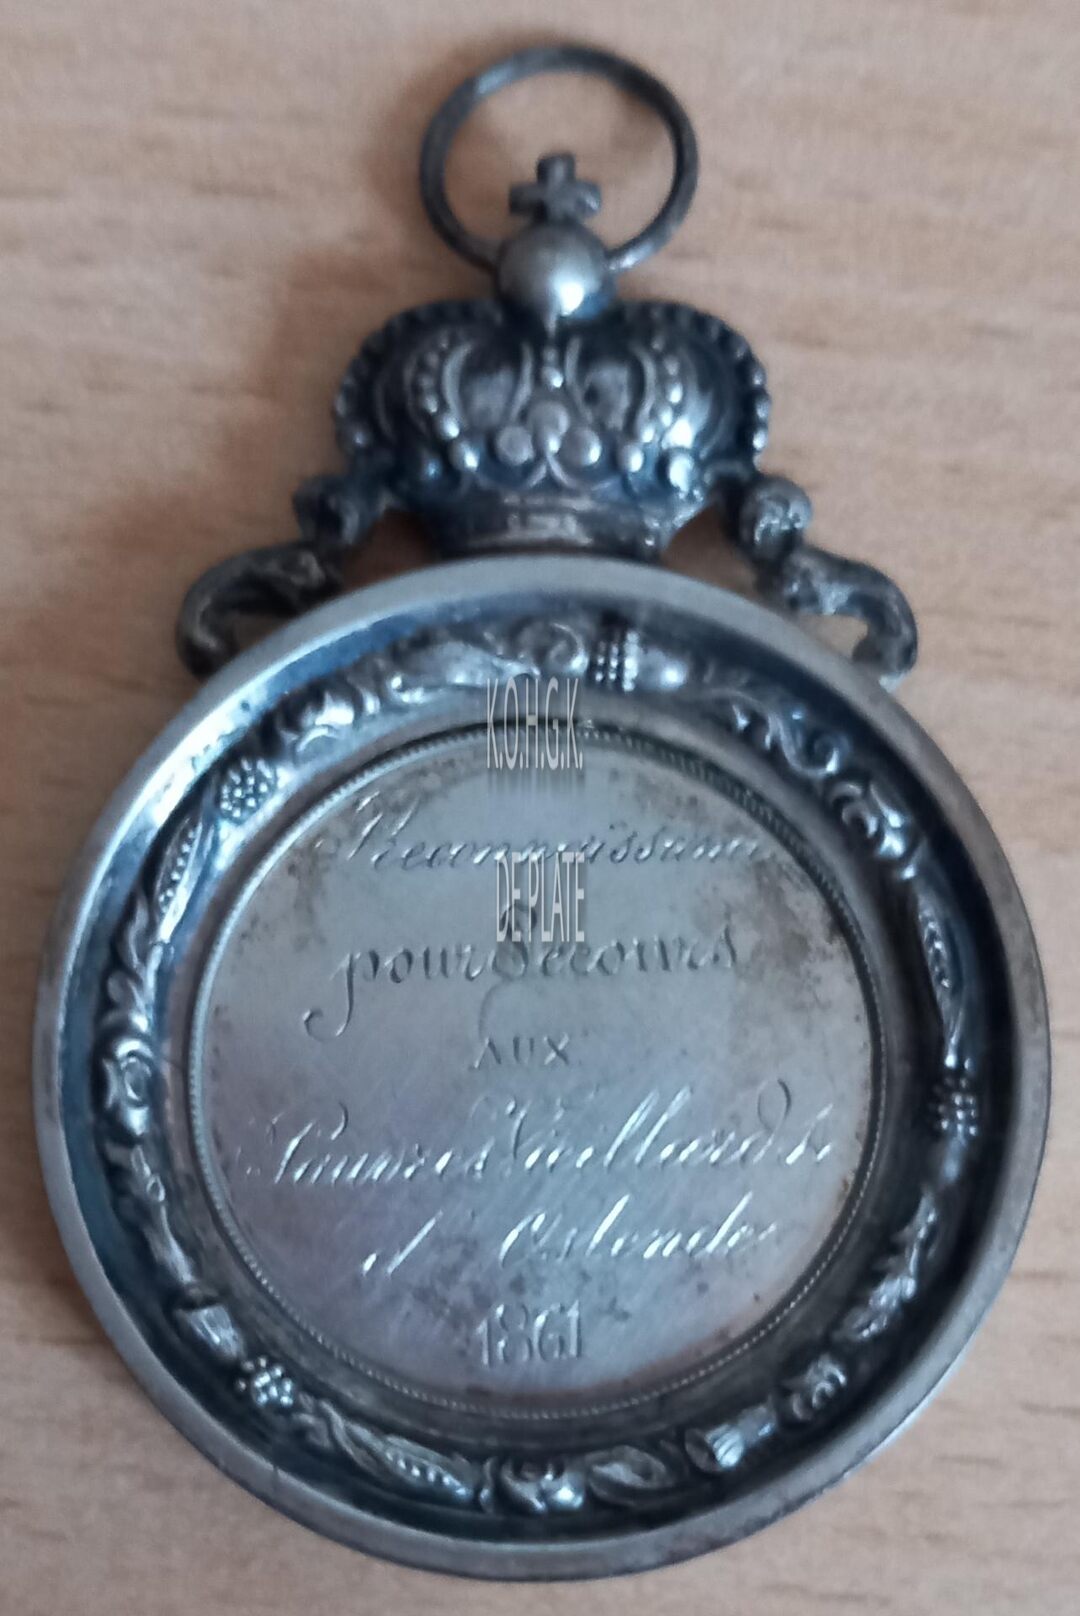 K.O.H.G.K.
Reconnaissance
DE PLATE
pour Secours
AUX
Pauvres Vieillards
d' Ostende
1861